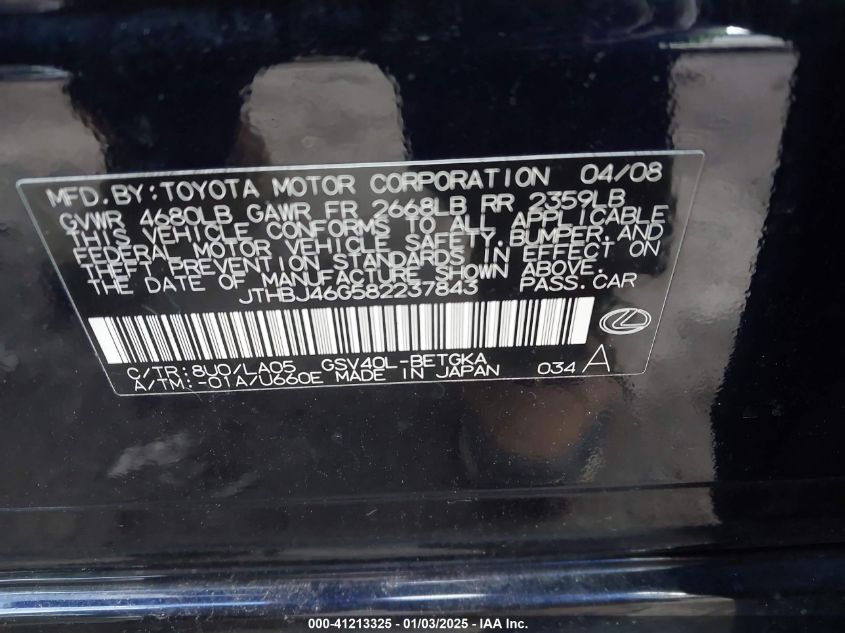 MFD. BY: TOYOTA MOTOR CORPORATION 04/08
GVWR 4680LB GAWR FR 2668LB RR 2359LB
THIS VEHICLE CONFORMS TO ALL APPLICABLE
FEDERAL MOTOR VEHICLE SAFETY, BUMPER, AND
THEFT PREVENTION STANDARDS IN EFFECT ON
THE DATE OF MANUFACTURE SHOWN ABOVE.
JTHBJ46G582237843 PASS. CAR
C/TR: 8U0/LA05 GSV40L-BETGKA
A/TM: -01A/U660E MADE IN JAPAN 034 A
000-41213325 - 01/03/2025 - IAA Inc.